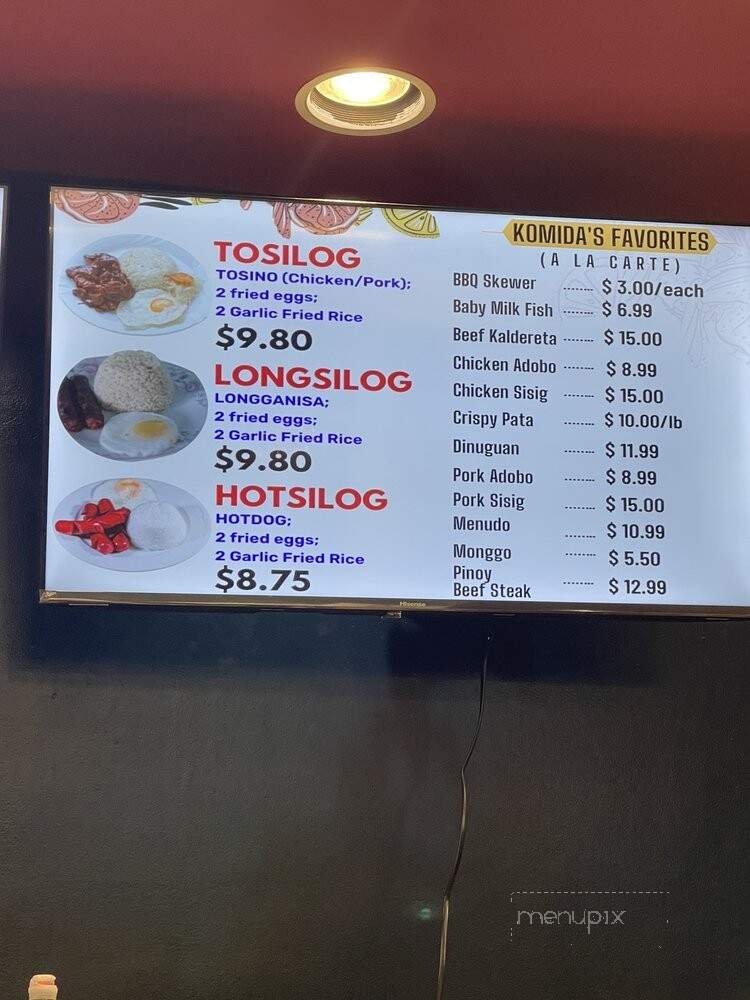 TOSILOG
TOSINO (Chicken/Pork);
2 fried eggs;
2 Garlic Fried Rice
$9.80
LONGSILOG
LONGGANISA;
2 fried eggs;
2 Garlic Fried Rice
$9.80
HOTSILOG
HOTDOG;
2 fried eggs;
2 Garlic Fried Rice
$8.75
KOMIDA'S FAVORITES
(A LA CARTE)
BBQ Skewer ........ $ 3.00/each
Baby Milk Fish ........ $ 6.99
Beef Kaldereta ........ $ 15.00
Chicken Adobo ........ $ 8.99
Chicken Sisig ........ $ 15.00
Crispy Pata ........ $ 10.00/lb
Dinuguan ........ $ 11.99
Pork Adobo ........ $ 8.99
Pork Sisig ........ $ 15.00
Menudo ........ $ 10.99
Monggo ........ $ 5.50
Pinoy
Beef Steak ........ $ 12.99
Hisense
menupix